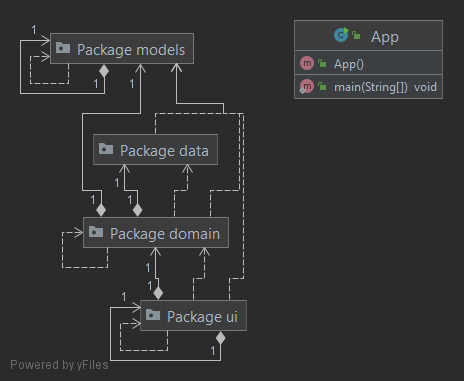 1
Package models
1
1
App
App()
main(String[]) void
Package data
1
1
1
1
Package domain
1
1
1
Package ui
1
Powered by yFiles